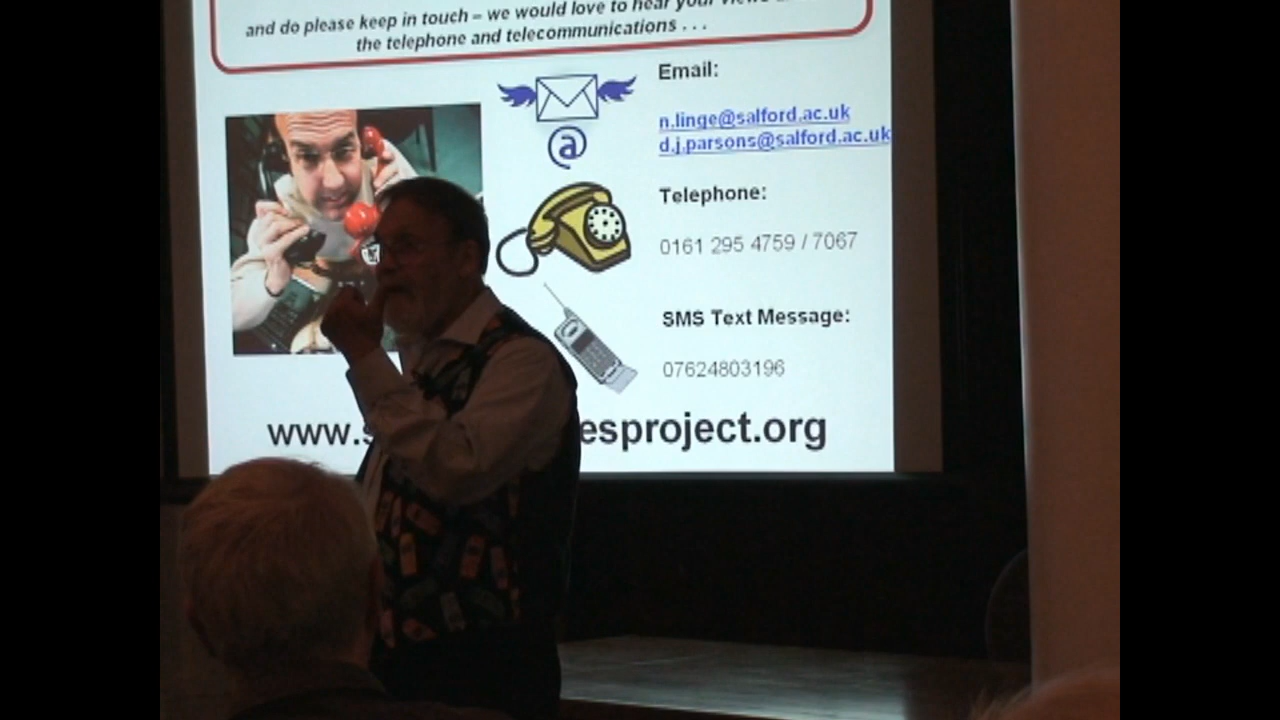 and do please keep in touch – we would love to hear your views
the telephone and telecommunications . . .
Email:
n.linge@salford.ac.uk
d.j.parsons@salford.ac.uk
@
Telephone:
0161 295 4759 / 7067
SMS Text Message:
07624803196
www.s esproject.org